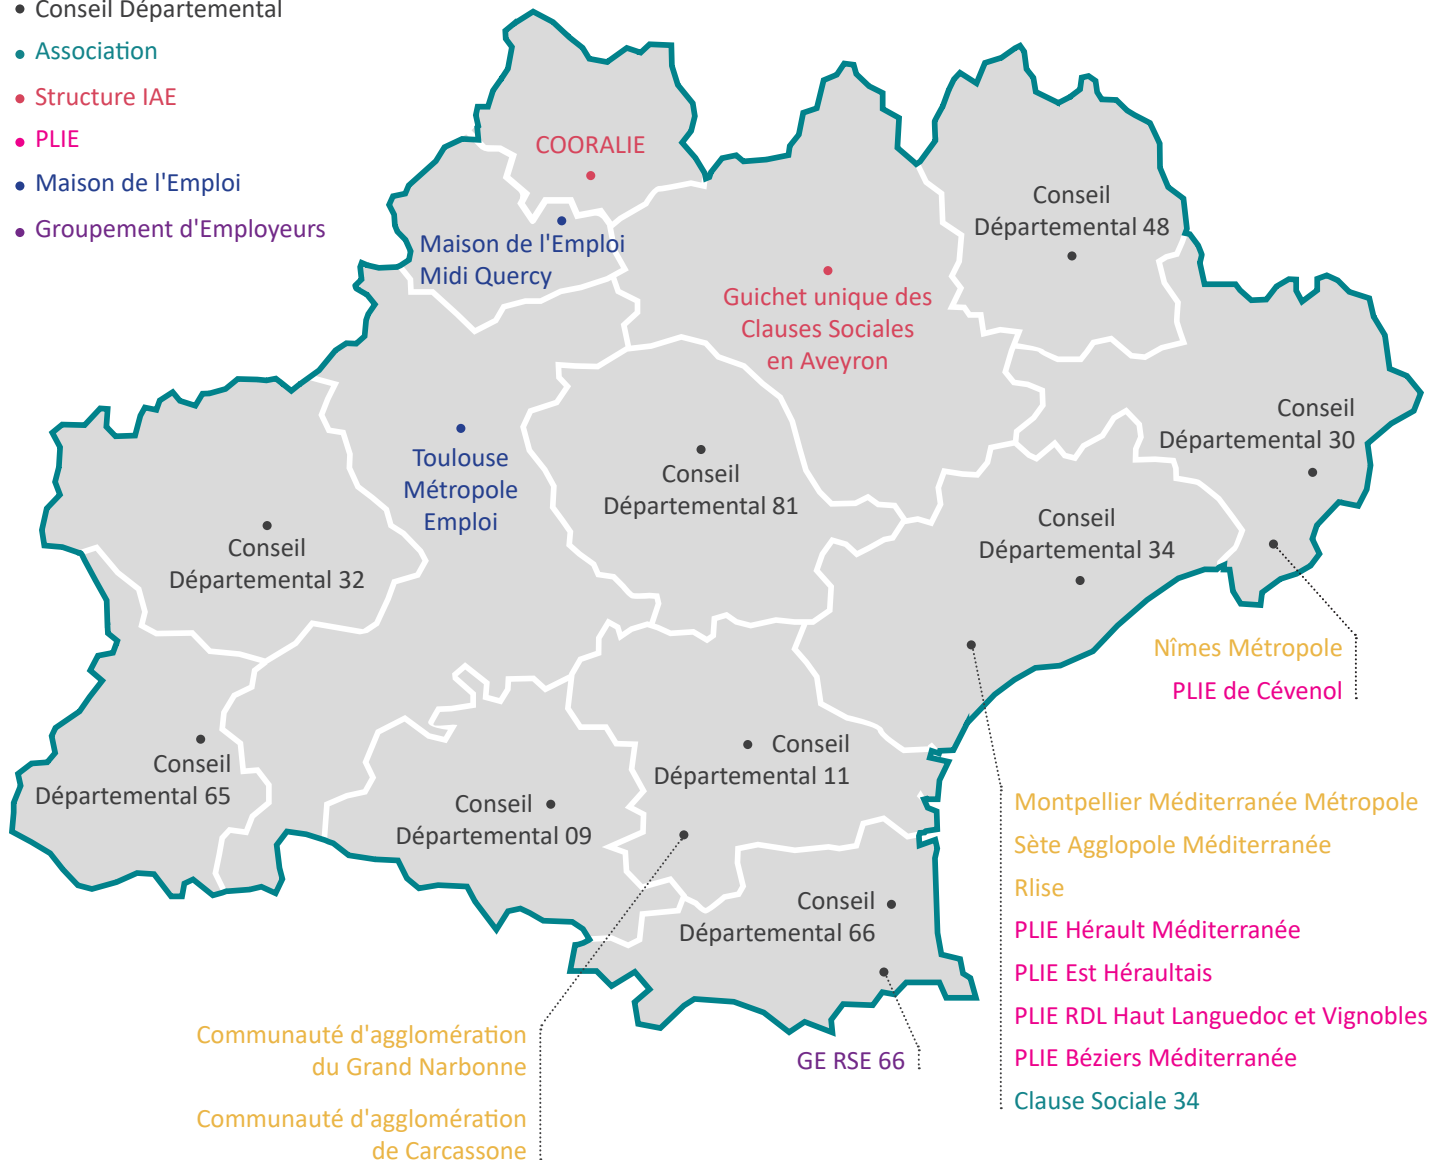 • Conseil Départemental
• Association
• Structure IAE
• PLIE
• Maison de l'Emploi
• Groupement d'Employeurs
COORALIE
Maison de l'Emploi
Midi Quercy
Conseil
Départemental 48
Guichet unique des
Clauses Sociales
en Aveyron
Conseil
Départemental 30
Toulouse
Métropole
Emploi
Conseil
Départemental 81
Conseil
Départemental 34
Conseil
Départemental 32
Nîmes Métropole
PLIE de Cévenol
Conseil
Départemental 65
Conseil
Départemental 11
Conseil
Départemental 09
Montpellier Méditerranée Métropole
Sète Agglopole Méditerranée
Rlise
PLIE Hérault Méditerranée
PLIE Est Héraultais
PLIE RDL Haut Languedoc et Vignobles
PLIE Béziers Méditerranée
Clause Sociale 34
Conseil
Départemental 66
GE RSE 66
Communauté d'agglomération
du Grand Narbonne
Communauté d'agglomération
de Carcassone